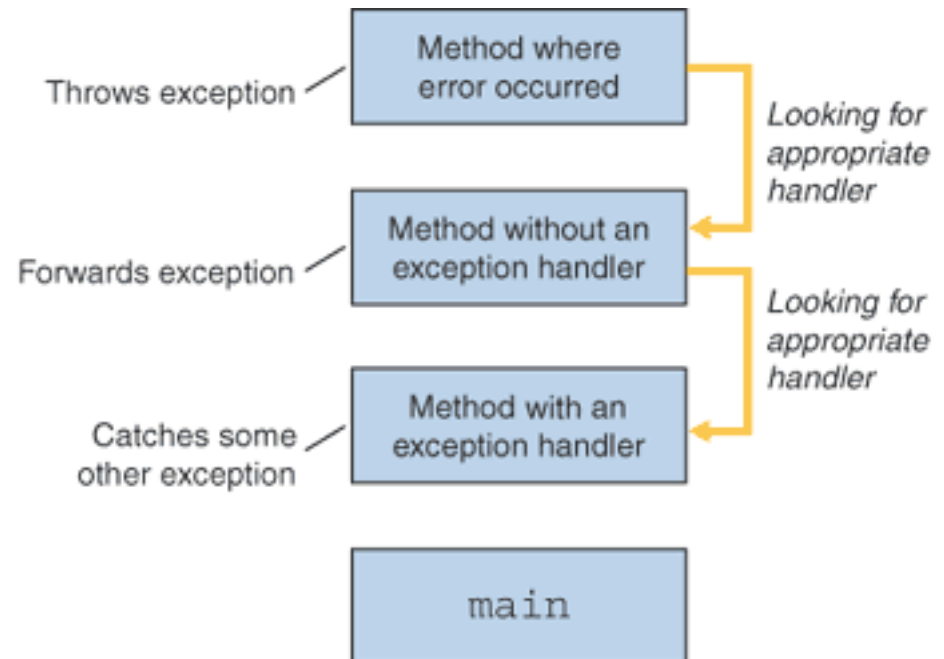 Method where
error occurred
Throws exception
Looking for
appropriate
handler
Method without an
exception handler
Forwards exception
Looking for
appropriate
handler
Method with an
exception handler
Catches some
other exception
main